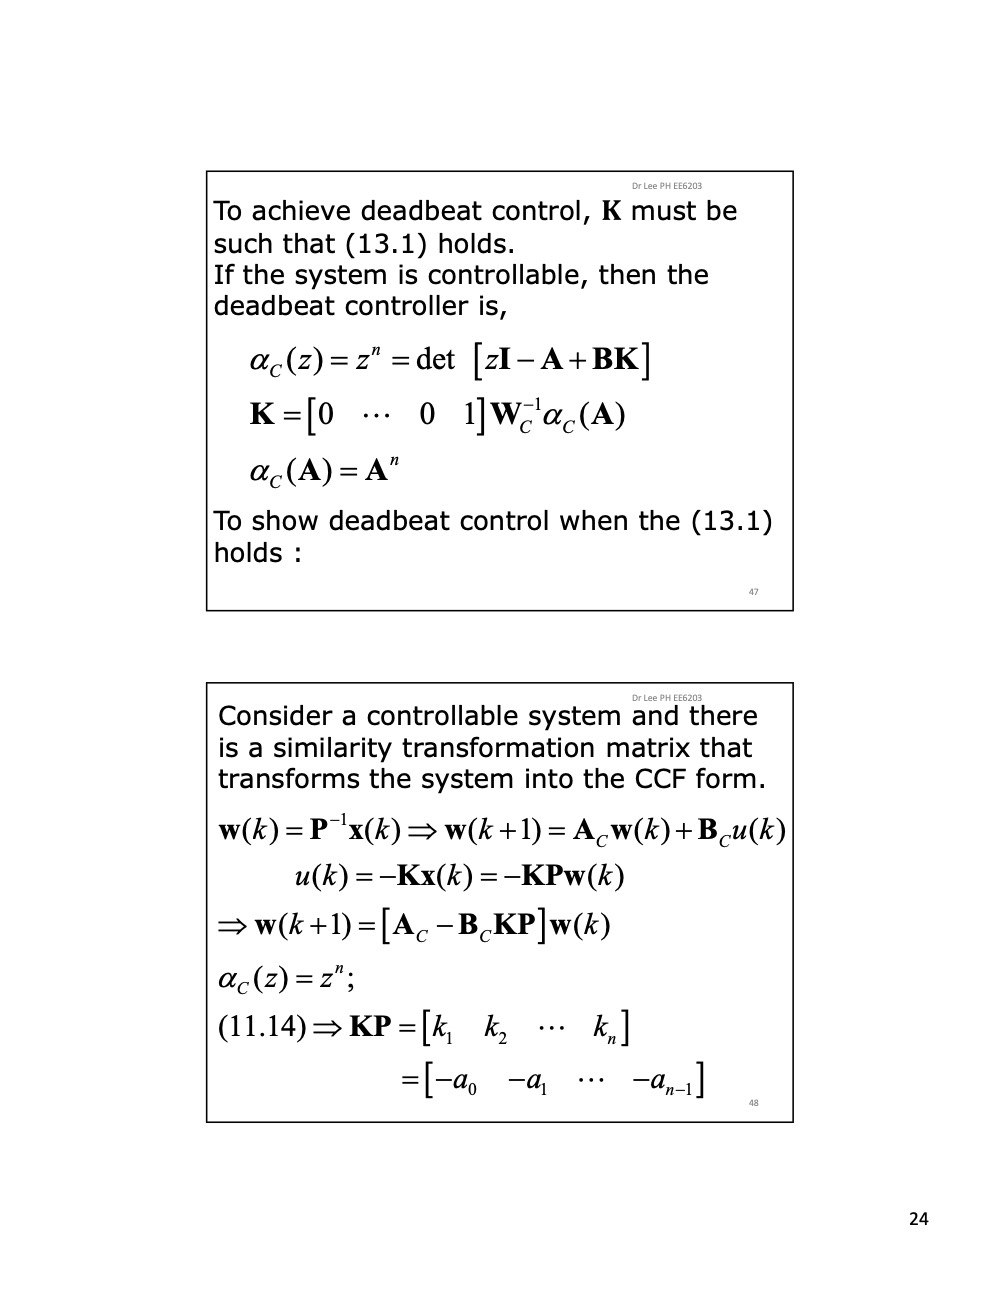 Dr Lee PH EE6203
To achieve deadbeat control, K must be
such that (13.1) holds.
If the system is controllable, then the
deadbeat controller is,
α_C(z) = z^n = det [zI − A + BK]
K = [0 ⋯ 0 1] W_C^{−1} α_C(A)
α_C(A) = A^n
To show deadbeat control when the (13.1)
holds :
47
Dr Lee PH EE6203
Consider a controllable system and there
is a similarity transformation matrix that
transforms the system into the CCF form.
w(k) = P^{−1}x(k) ⇒ w(k+1) = A_C w(k) + B_C u(k)
u(k) = −Kx(k) = −KPw(k)
⇒ w(k+1) = [A_C − B_C KP] w(k)
α_C(z) = z^n;
(11.14) ⇒ KP = [k_1 k_2 ⋯ k_n]
= [−a_0 −a_1 ⋯ −a_{n−1}]
48
24